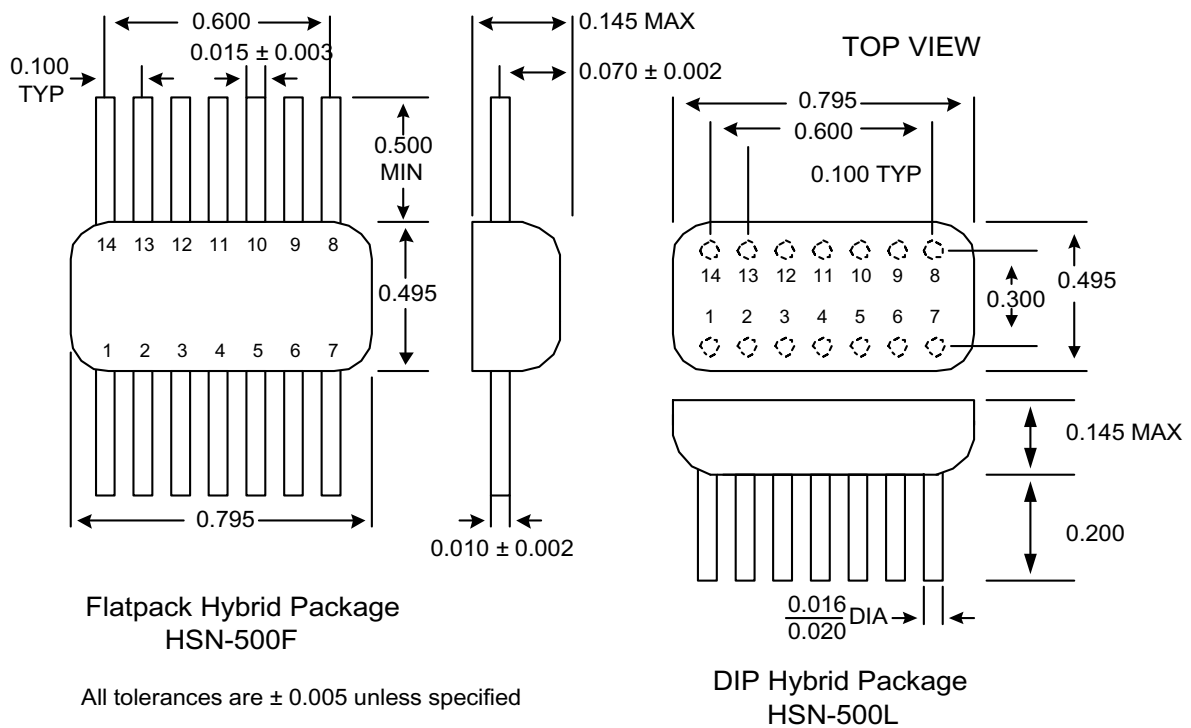 0.600
0.015 ± 0.003
0.100
TYP
0.500
MIN
14 13 12 11 10 9 8
0.495
1 2 3 4 5 6 7
0.795
0.145 MAX
0.070 ± 0.002
0.010 ± 0.002
Flatpack Hybrid Package
HSN-500F
All tolerances are ± 0.005 unless specified
TOP VIEW
0.795
0.600
0.100 TYP
14 13 12 11 10 9 8
1 2 3 4 5 6 7
0.300
0.495
0.145 MAX
0.200
0.016
0.020 DIA
DIP Hybrid Package
HSN-500L